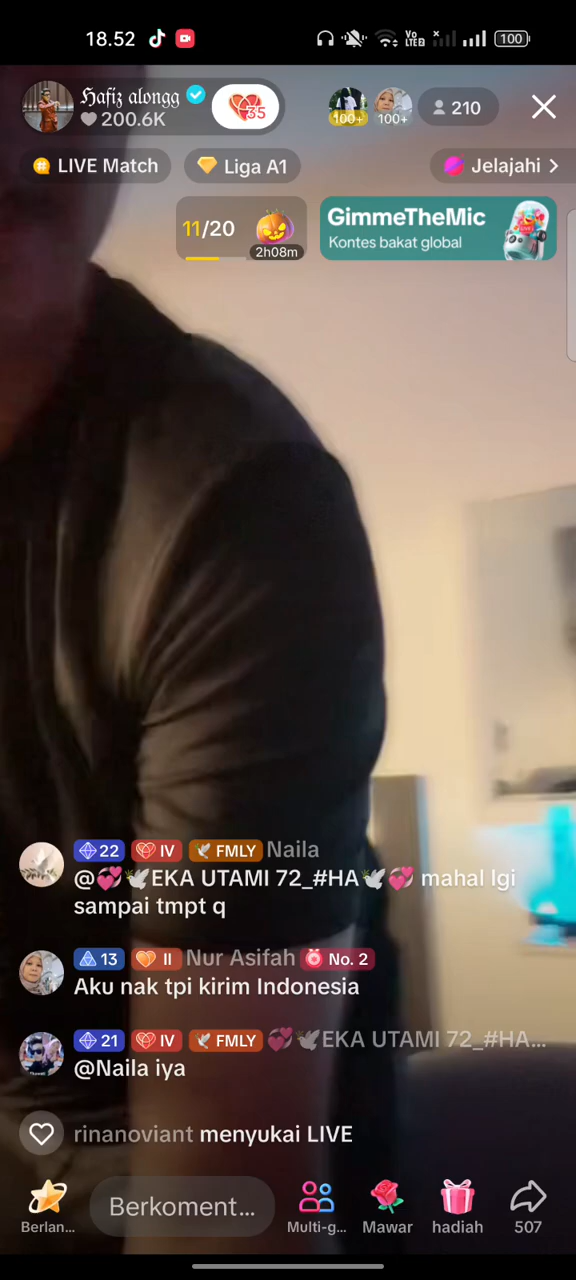 18.52
Vo
LTE2
100
Hafiz alongg
35
200.6K
100+
100+
210
LIVE Match
Liga A1
Jelajahi >
11/20
2h08m
GimmeTheMic
Kontes bakat global
22 IV FMLY Naila
@💞🕊EKA UTAMI 72_#HA🕊💞 mahal lgi
sampai tmpt q
13 II Nur Asifah No. 2
Aku nak tpi kirim Indonesia
21 IV FMLY 💞🕊EKA UTAMI 72_#HA...
@Naila iya
rinanoviant menyukai LIVE
Berlan...
Berkoment...
Multi-g...
Mawar
hadiah
507